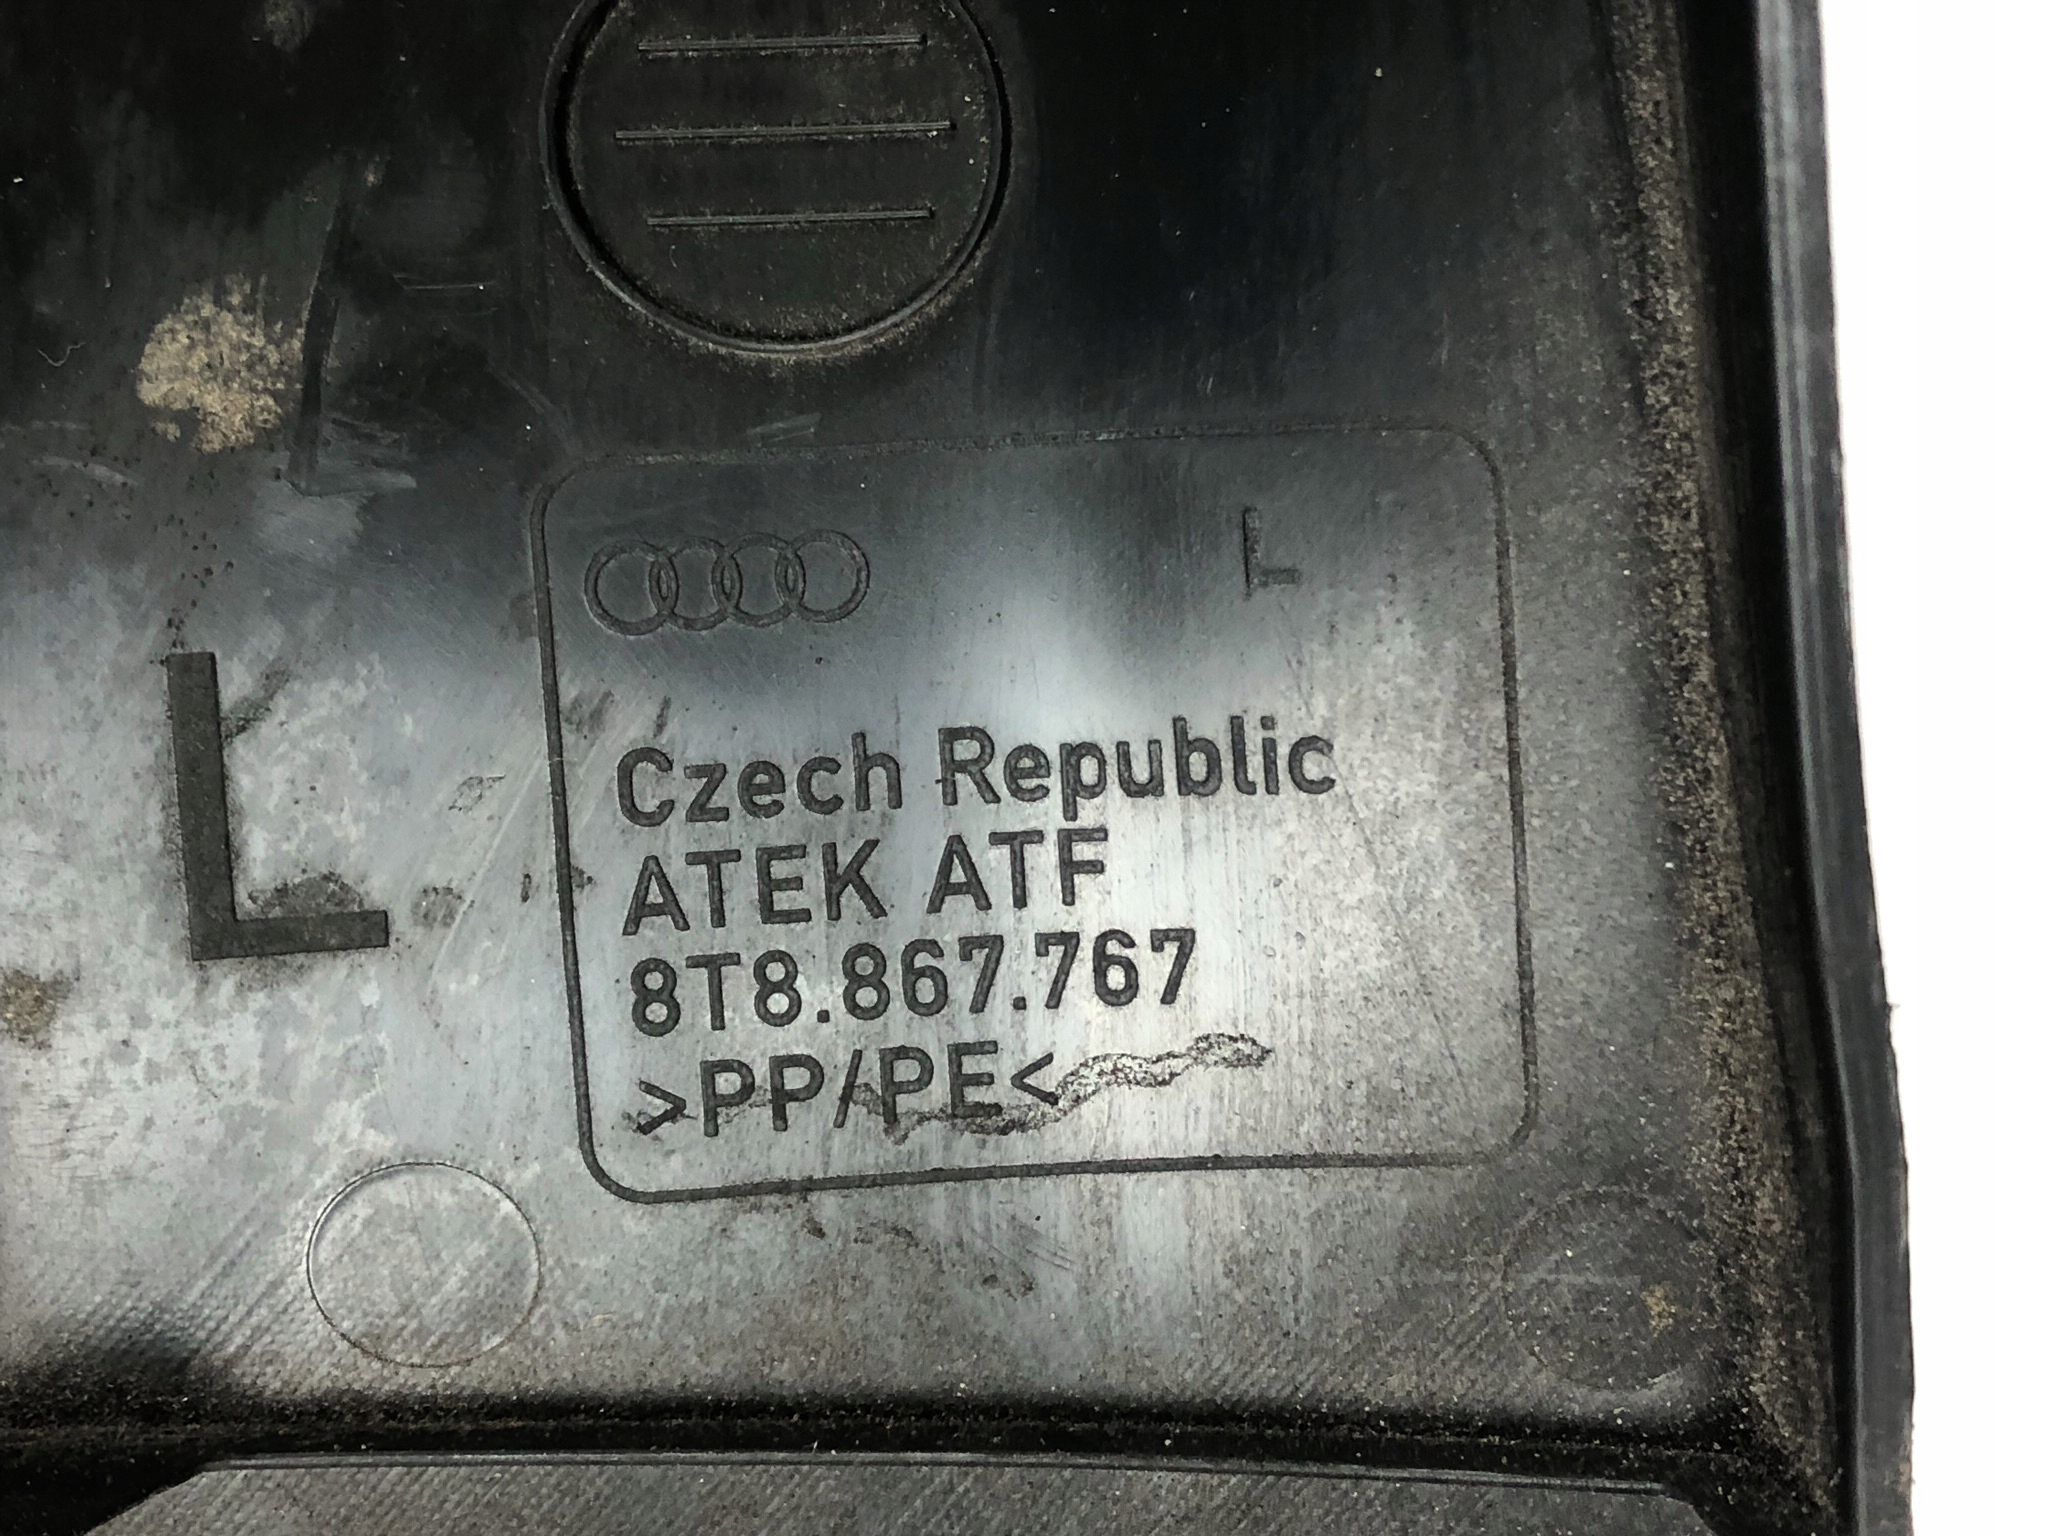 L
L
Czech Republic
ATEK ATF
8T8.867.767
>PP/PE<